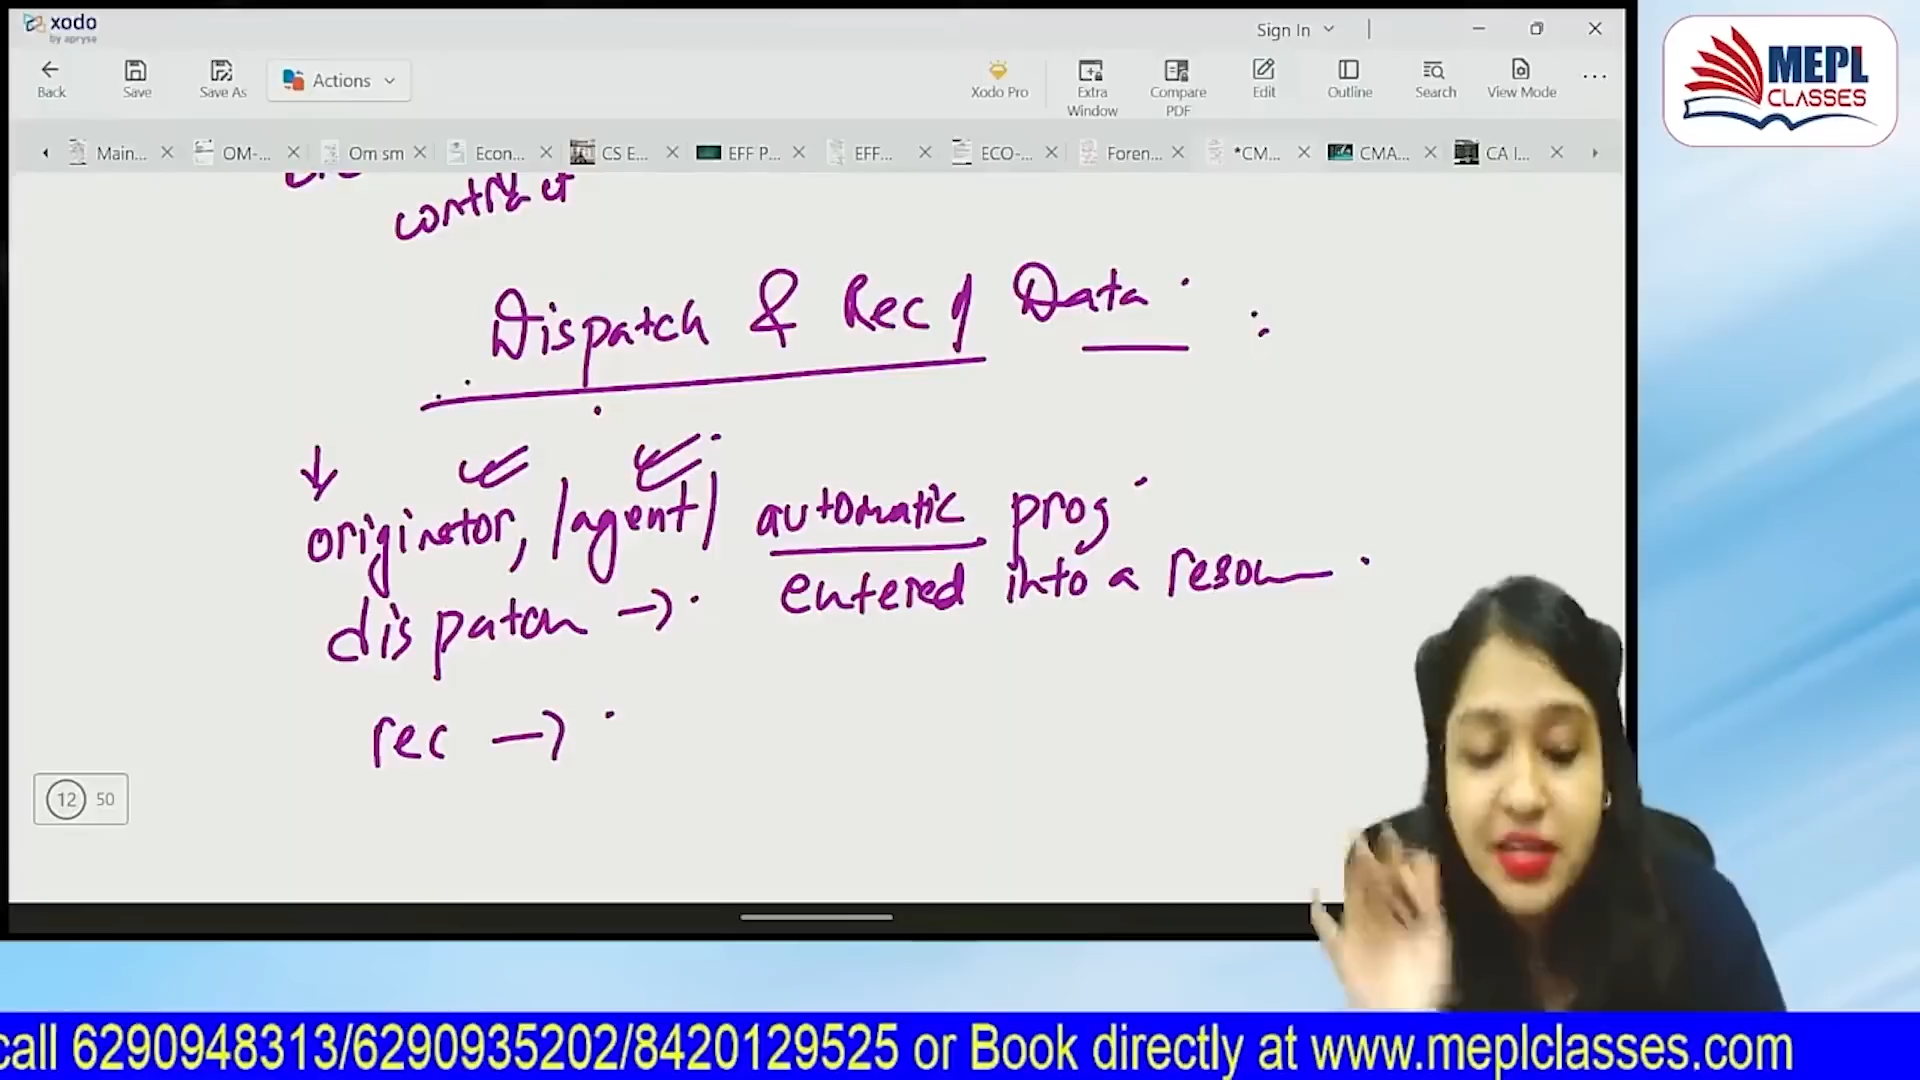 xodo
by apryse
Sign In
Back
Save
Save As
Actions
Xodo Pro
Extra Window
Compare PDF
Edit
Outline
Search
View Mode
Main...
OM-...
Om sm
Econ...
CS E...
EFF P...
EFF...
ECO-...
Foren...
*CM...
CMA...
CA I...
MEPL
CLASSES
contract
Dispatch & Rec of Data
originator, /agent/ automatic prog
dispatch → entered into a resou
rec →
12 50
call 6290948313/6290935202/8420129525 or Book directly at www.meplclasses.com